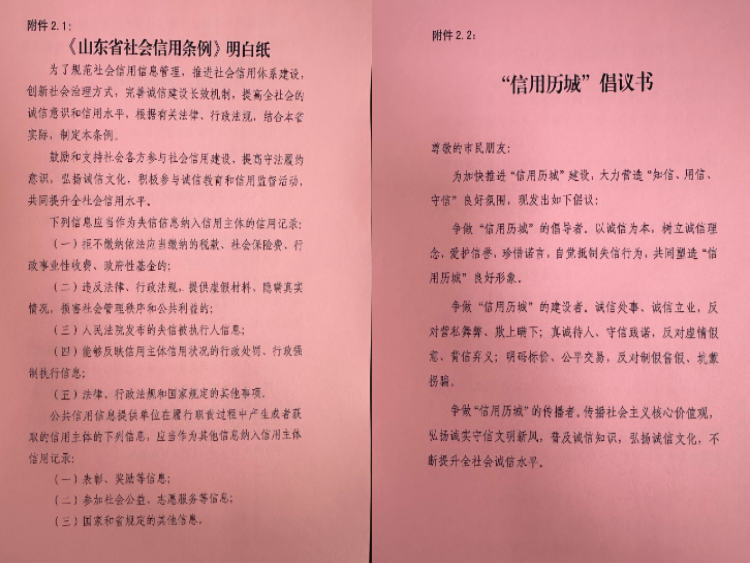 附件2.1：
《山东省社会信用条例》明白纸
为了规范社会信用信息管理，推进社会信用体系建设，
创新社会治理方式，完善诚信建设长效机制，提高全社会的
诚信意识和信用水平，根据有关法律、行政法规，结合本省
实际，制定本条例。
鼓励和支持社会各方参与社会信用建设，提高守法履约
意识，弘扬诚信文化，积极参与诚信教育和信用监督活动，
共同提升全社会信用水平。
下列信息应当作为失信信息纳入信用主体的信用记录：
（一）拒不缴纳依法应当缴纳的税款、社会保险费、行
政事业性收费、政府性基金的；
（二）违反法律、行政法规，提供虚假材料、隐瞒真实
情况，损害社会管理秩序和公共利益的；
（三）人民法院发布的失信被执行人信息；
（四）能够反映信用主体信用状况的行政处罚、行政强
制执行信息；
（五）法律、行政法规和国家规定的其他事项。
公共信用信息提供单位在履行职责过程中产生或者获
取的信用主体的下列信息，应当作为其他信息纳入信用主体
信用记录：
（一）表彰、奖励等信息；
（二）参加社会公益、志愿服务等信息；
（三）国家和省规定的其他信息。
附件2.2：
“信用历城”倡议书
尊敬的市民朋友：
为加快推进“信用历城”建设，大力营造“知信、用信、
守信”良好氛围，现发出如下倡议：
争做“信用历城”的倡导者。以诚信为本，树立诚信理
念，爱护信誉，珍惜诺言，自觉抵制失信行为，共同塑造“信
用历城”良好形象。
争做“信用历城”的建设者。诚信处事、诚信立业，反
对营私舞弊、欺上瞒下；真诚待人、守信践诺，反对虚情假
意、背信弃义；明码标价、公平交易，反对制假售假、坑蒙
拐骗。
争做“信用历城”的传播者。传播社会主义核心价值观，
弘扬诚实守信文明新风，普及诚信知识，弘扬诚信文化，不
断提升全社会诚信水平。